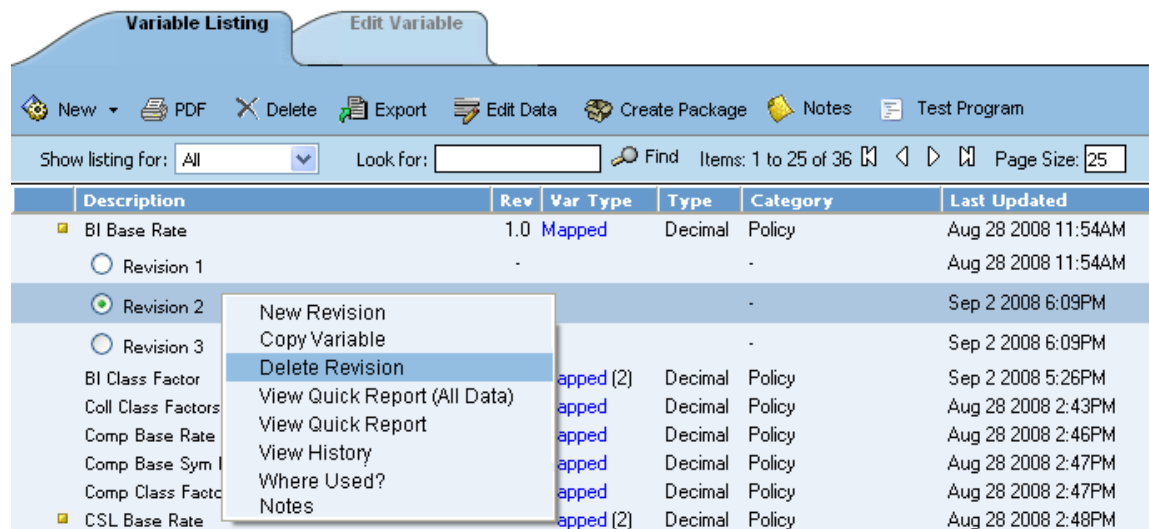 Variable Listing Edit Variable
New PDF Delete Export Edit Data Create Package Notes Test Program
Show listing for: All Look for: Find Items: 1 to 25 of 36 Page Size: 25
Description Rev Var Type Type Category Last Updated
BI Base Rate 1.0 Mapped Decimal Policy Aug 28 2008 11:54AM
Revision 1 - - Aug 28 2008 11:54AM
Revision 2 - Sep 2 2008 6:09PM
New Revision
Copy Variable
Revision 3 - Sep 2 2008 6:09PM
Delete Revision
BI Class Factor apped (2) Decimal Policy Sep 2 2008 5:26PM
View Quick Report (All Data)
Coll Class Factors apped Decimal Policy Aug 28 2008 2:43PM
View Quick Report
Comp Base Rate apped Decimal Policy Aug 28 2008 2:46PM
View History
Comp Base Sym apped Decimal Policy Aug 28 2008 2:47PM
Where Used?
Comp Class Facto apped Decimal Policy Aug 28 2008 2:47PM
Notes
CSL Base Rate apped (2) Decimal Policy Aug 28 2008 2:48PM